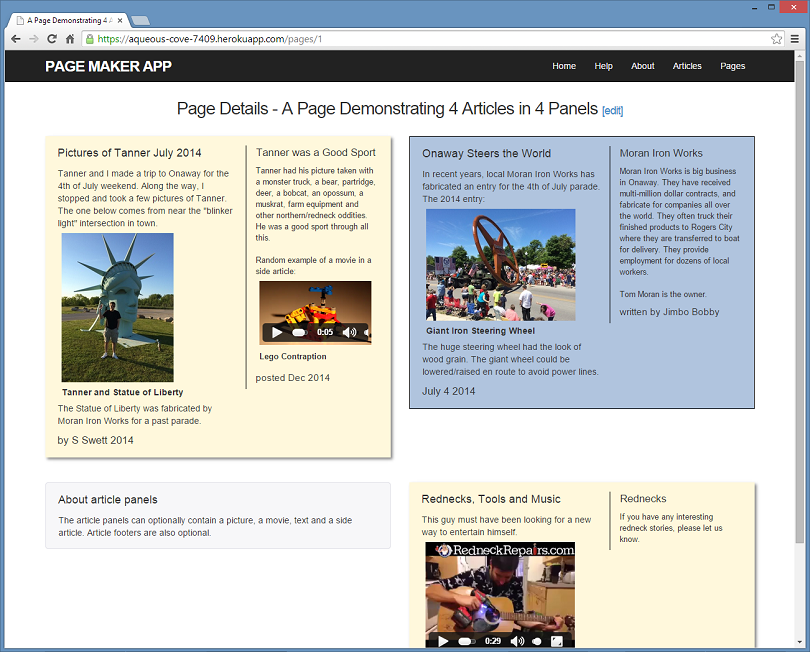 A Page Demonstrating 4 A
https://aqueous-cove-7409.herokuapp.com/pages/1
PAGE MAKER APP
Home Help About Articles Pages
Page Details - A Page Demonstrating 4 Articles in 4 Panels [edit]
Pictures of Tanner July 2014
Tanner and I made a trip to Onaway for the
4th of July weekend. Along the way, I
stopped and took a few pictures of Tanner.
The one below comes from near the "blinker
light" intersection in town.
Tanner and Statue of Liberty
The Statue of Liberty was fabricated by
Moran Iron Works for a past parade.
by S Swett 2014
Tanner was a Good Sport
Tanner had his picture taken with
a monster truck, a bear, partridge,
deer, a bobcat, an opossum, a
muskrat, farm equipment and
other northern/redneck oddities.
He was a good sport through all
this.
Random example of a movie in a
side article:
0:05
Lego Contraption
posted Dec 2014
Onaway Steers the World
In recent years, local Moran Iron Works has
fabricated an entry for the 4th of July parade.
The 2014 entry:
Giant Iron Steering Wheel
The huge steering wheel had the look of
wood grain. The giant wheel could be
lowered/raised en route to avoid power lines.
July 4 2014
Moran Iron Works
Moran Iron Works is big business
in Onaway. They have received
multi-million dollar contracts, and
fabricate for companies all over
the world. They often truck their
finished products to Rogers City
where they are transferred to boat
for delivery. They provide
employment for dozens of local
workers.
Tom Moran is the owner.
written by Jimbo Bobby
About article panels
The article panels can optionally contain a picture, a movie, text and a side
article. Article footers are also optional.
Rednecks, Tools and Music
This guy must have been looking for a new
way to entertain himself.
RedneckRepairs.com
0:29
Rednecks
If you have any interesting
redneck stories, please let us
know.